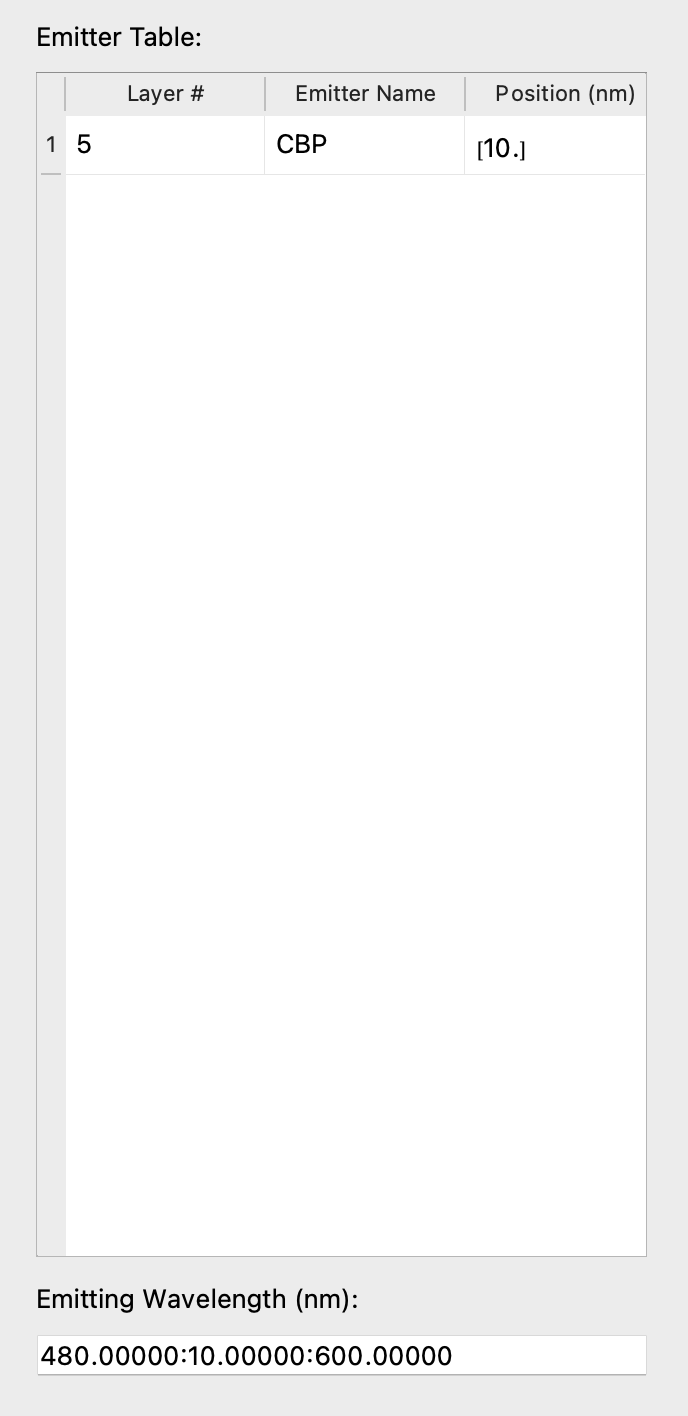 Emitter Table:
Layer # Emitter Name Position (nm)
1 5 CBP [10.]
Emitting Wavelength (nm):
480.00000:10.00000:600.00000